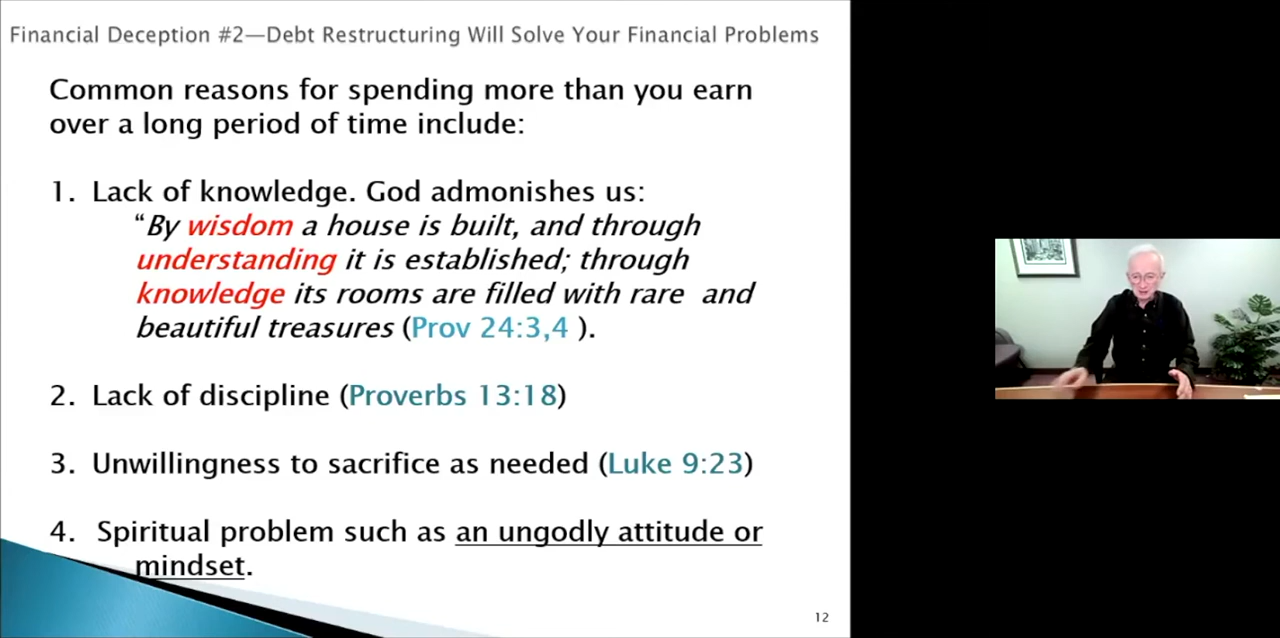 Financial Deception #2—Debt Restructuring Will Solve Your Financial Problems
Common reasons for spending more than you earn
over a long period of time include:
1. Lack of knowledge. God admonishes us:
“By wisdom a house is built, and through
understanding it is established; through
knowledge its rooms are filled with rare and
beautiful treasures (Prov 24:3,4 ).
2. Lack of discipline (Proverbs 13:18)
3. Unwillingness to sacrifice as needed (Luke 9:23)
4. Spiritual problem such as an ungodly attitude or
mindset.
12